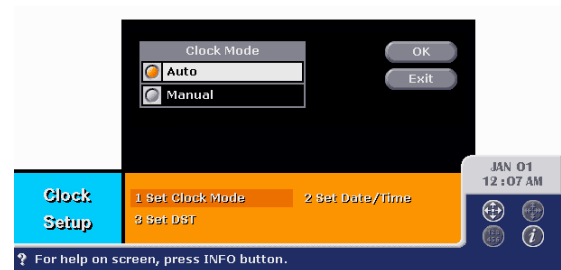 Clock Mode
OK
Auto
Exit
Manual
JAN 01
12:07 AM
Clock Setup
1 Set Clock Mode
2 Set Date/Time
3 Set DST
i
? For help on screen, press INFO button.